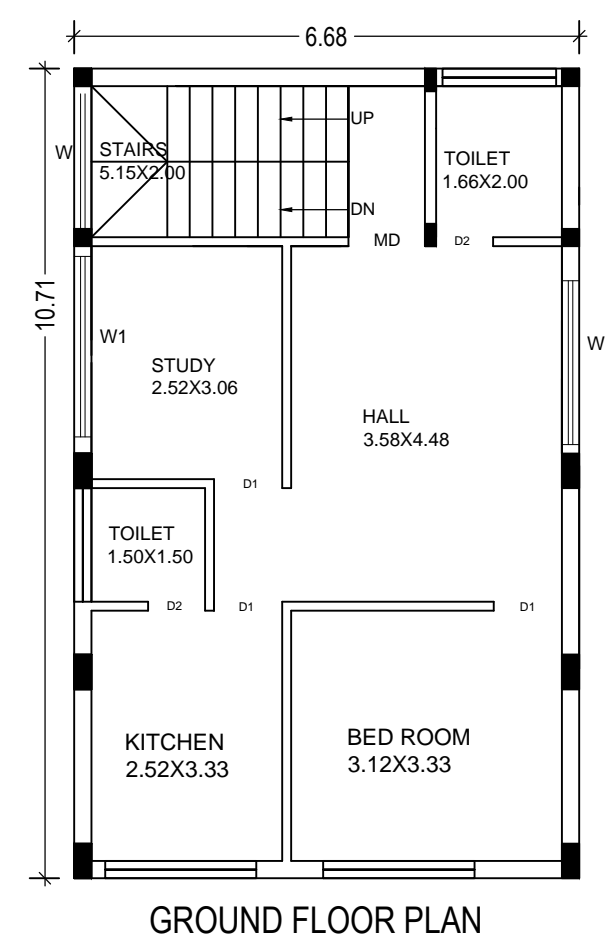 6.68
10.71
W
STAIRS
5.15X2.00
UP
DN
TOILET
1.66X2.00
MD
D2
W1
STUDY
2.52X3.06
HALL
3.58X4.48
W
D1
TOILET
1.50X1.50
D2
D1
D1
KITCHEN
2.52X3.33
BED ROOM
3.12X3.33
GROUND FLOOR PLAN